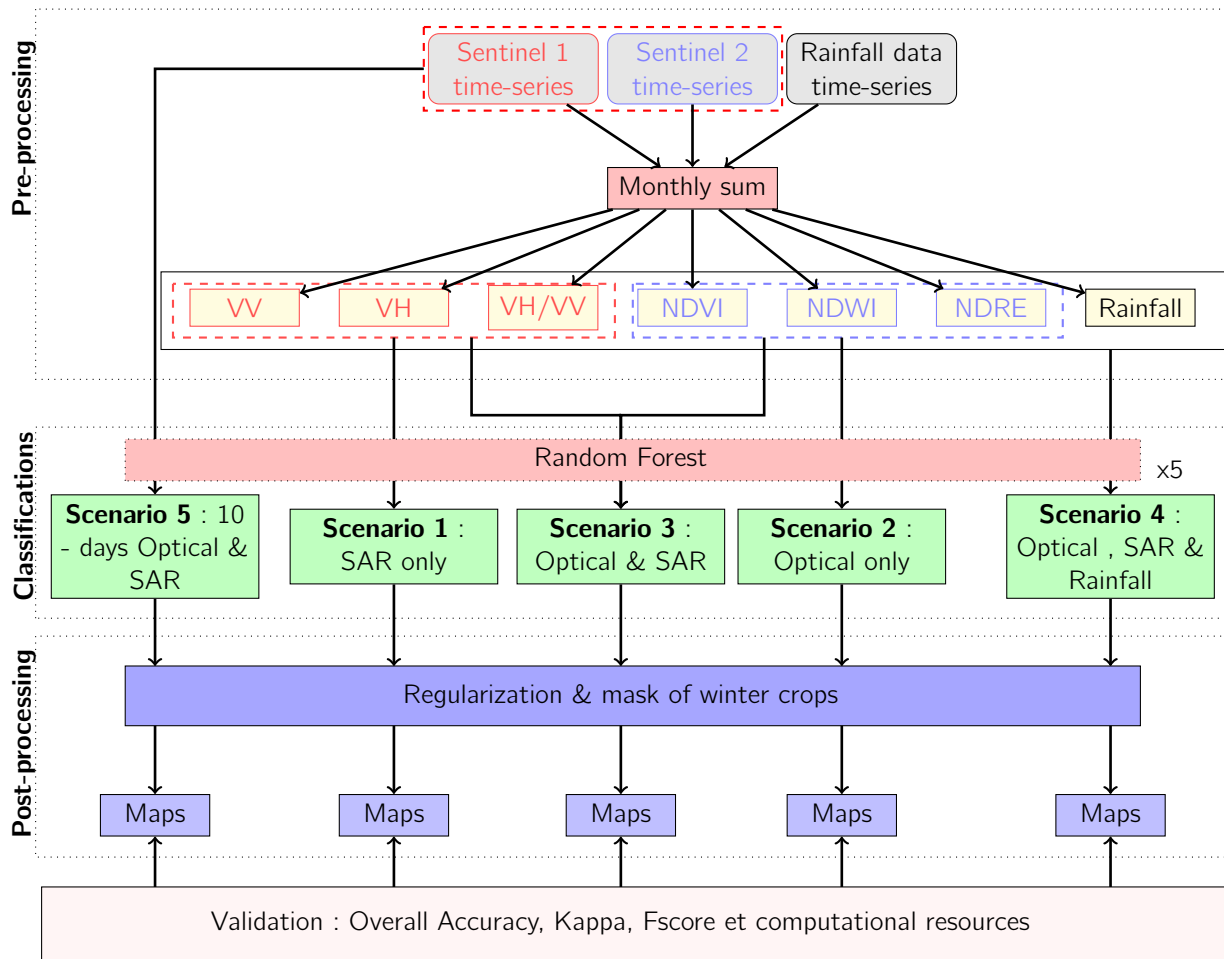 Pre-processing
Sentinel 1
time-series
Sentinel 2
time-series
Rainfall data
time-series
Monthly sum
VV
VH
VH/VV
NDVI
NDWI
NDRE
Rainfall
Classifications
Random Forest
x5
Scenario 5 : 10
- days Optical &
SAR
Scenario 1 :
SAR only
Scenario 3 :
Optical & SAR
Scenario 2 :
Optical only
Scenario 4 :
Optical , SAR &
Rainfall
Post-processing
Regularization & mask of winter crops
Maps
Maps
Maps
Maps
Maps
Validation : Overall Accuracy, Kappa, Fscore et computational resources